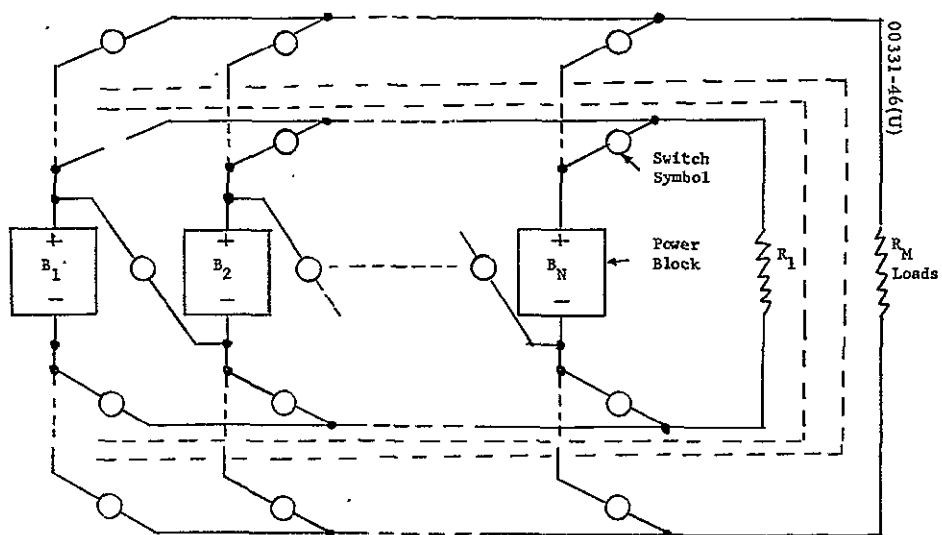 00331-46(U)
Switch
Symbol
+
B1
−
+
B2
−
+
BN
−
Power
Block
R1
RM
Loads